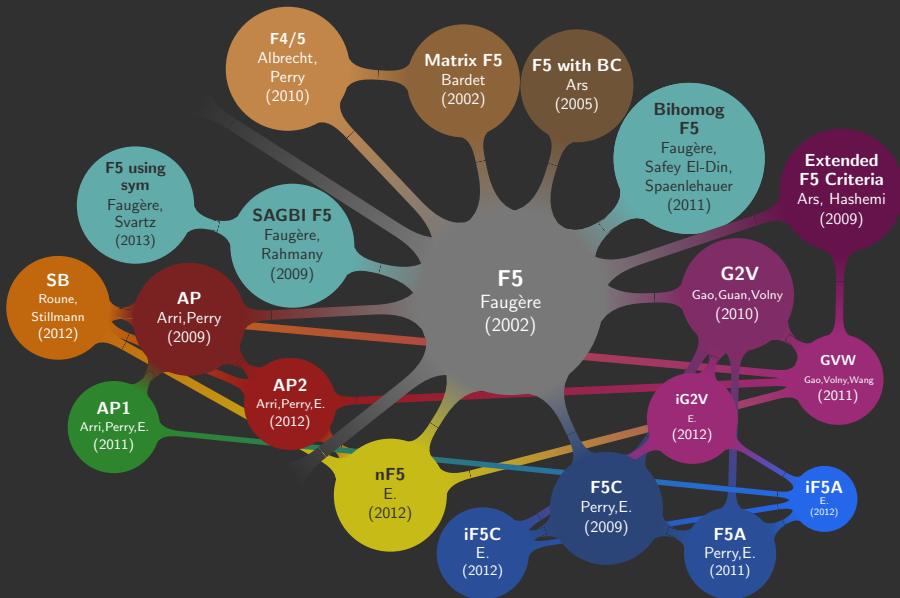 F4/5
Albrecht,
Perry
(2010)
Matrix F5
Bardet
(2002)
F5 with BC
Ars
(2005)
Bihomog
F5
Faugère,
Safey El-Din,
Spaenlehauer
(2011)
Extended
F5 Criteria
Ars, Hashemi
(2009)
F5 using
sym
Faugère,
Svartz
(2013)
SAGBI F5
Faugère,
Rahmany
(2009)
F5
Faugère
(2002)
G2V
Gao,Guan,Volny
(2010)
SB
Roune,
Stillmann
(2012)
AP
Arri,Perry
(2009)
GVW
Gao,Volny,Wang
(2011)
AP1
Arri,Perry,E.
(2011)
AP2
Arri,Perry,E.
(2012)
iG2V
E.
(2012)
nF5
E.
(2012)
F5C
Perry,E.
(2009)
iF5A
E.
(2012)
iF5C
E.
(2012)
F5A
Perry,E.
(2011)